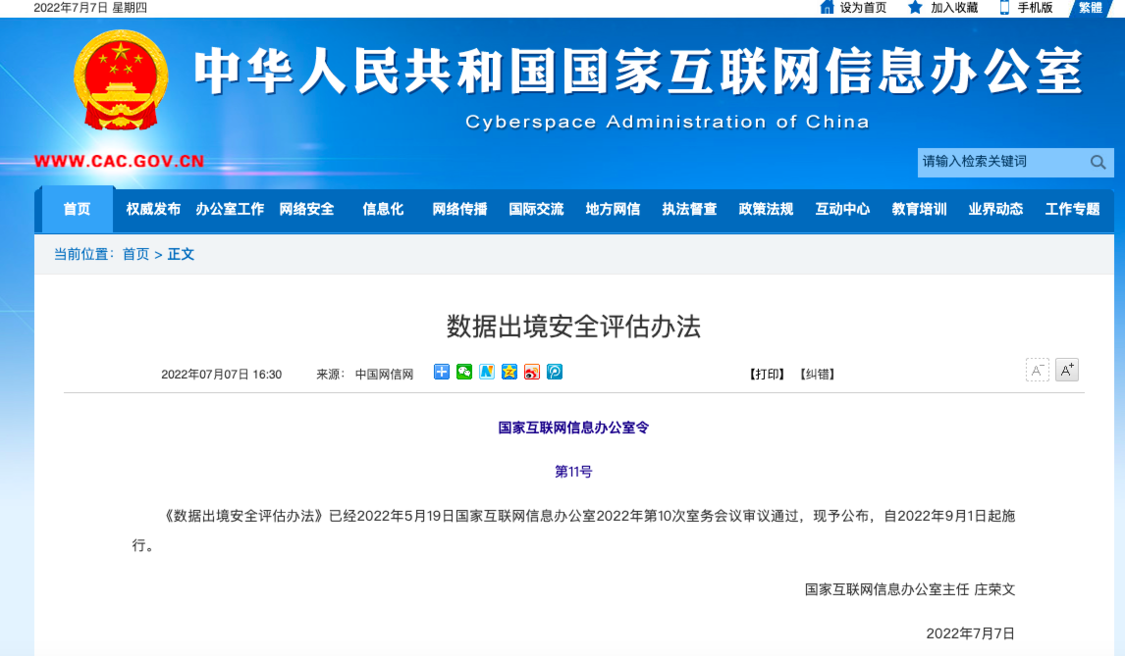 2022年7月7日 星期四
设为首页 加入收藏 手机版 繁體
中华人民共和国国家互联网信息办公室
Cyberspace Administration of China
WWW.CAC.GOV.CN
请输入检索关键词
首页 权威发布 办公室工作 网络安全 信息化 网络传播 国际交流 地方网信 执法督查 政策法规 互动中心 教育培训 业界动态 工作专题
当前位置：首页 > 正文
数据出境安全评估办法
2022年07月07日 16:30 来源： 中国网信网 【打印】【纠错】 A- A+
国家互联网信息办公室令
第11号
《数据出境安全评估办法》已经2022年5月19日国家互联网信息办公室2022年第10次室务会议审议通过，现予公布，自2022年9月1日起施
行。
国家互联网信息办公室主任 庄荣文
2022年7月7日